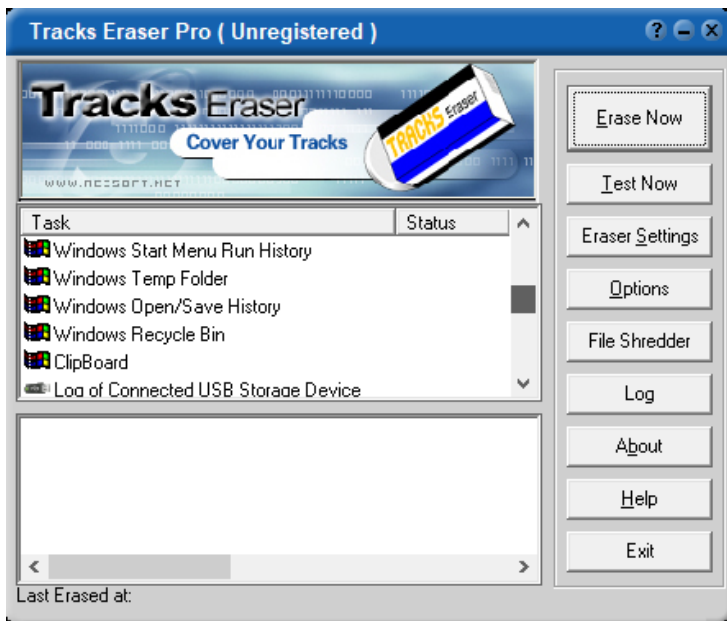 Tracks Eraser Pro ( Unregistered )
Tracks Eraser
Cover Your Tracks
TRACKS Eraser
www.acesoft.net
Task Status
Windows Start Menu Run History
Windows Temp Folder
Windows Open/Save History
Windows Recycle Bin
ClipBoard
Log of Connected USB Storage Device
Last Erased at:
Erase Now
Test Now
Eraser Settings
Options
File Shredder
Log
About
Help
Exit